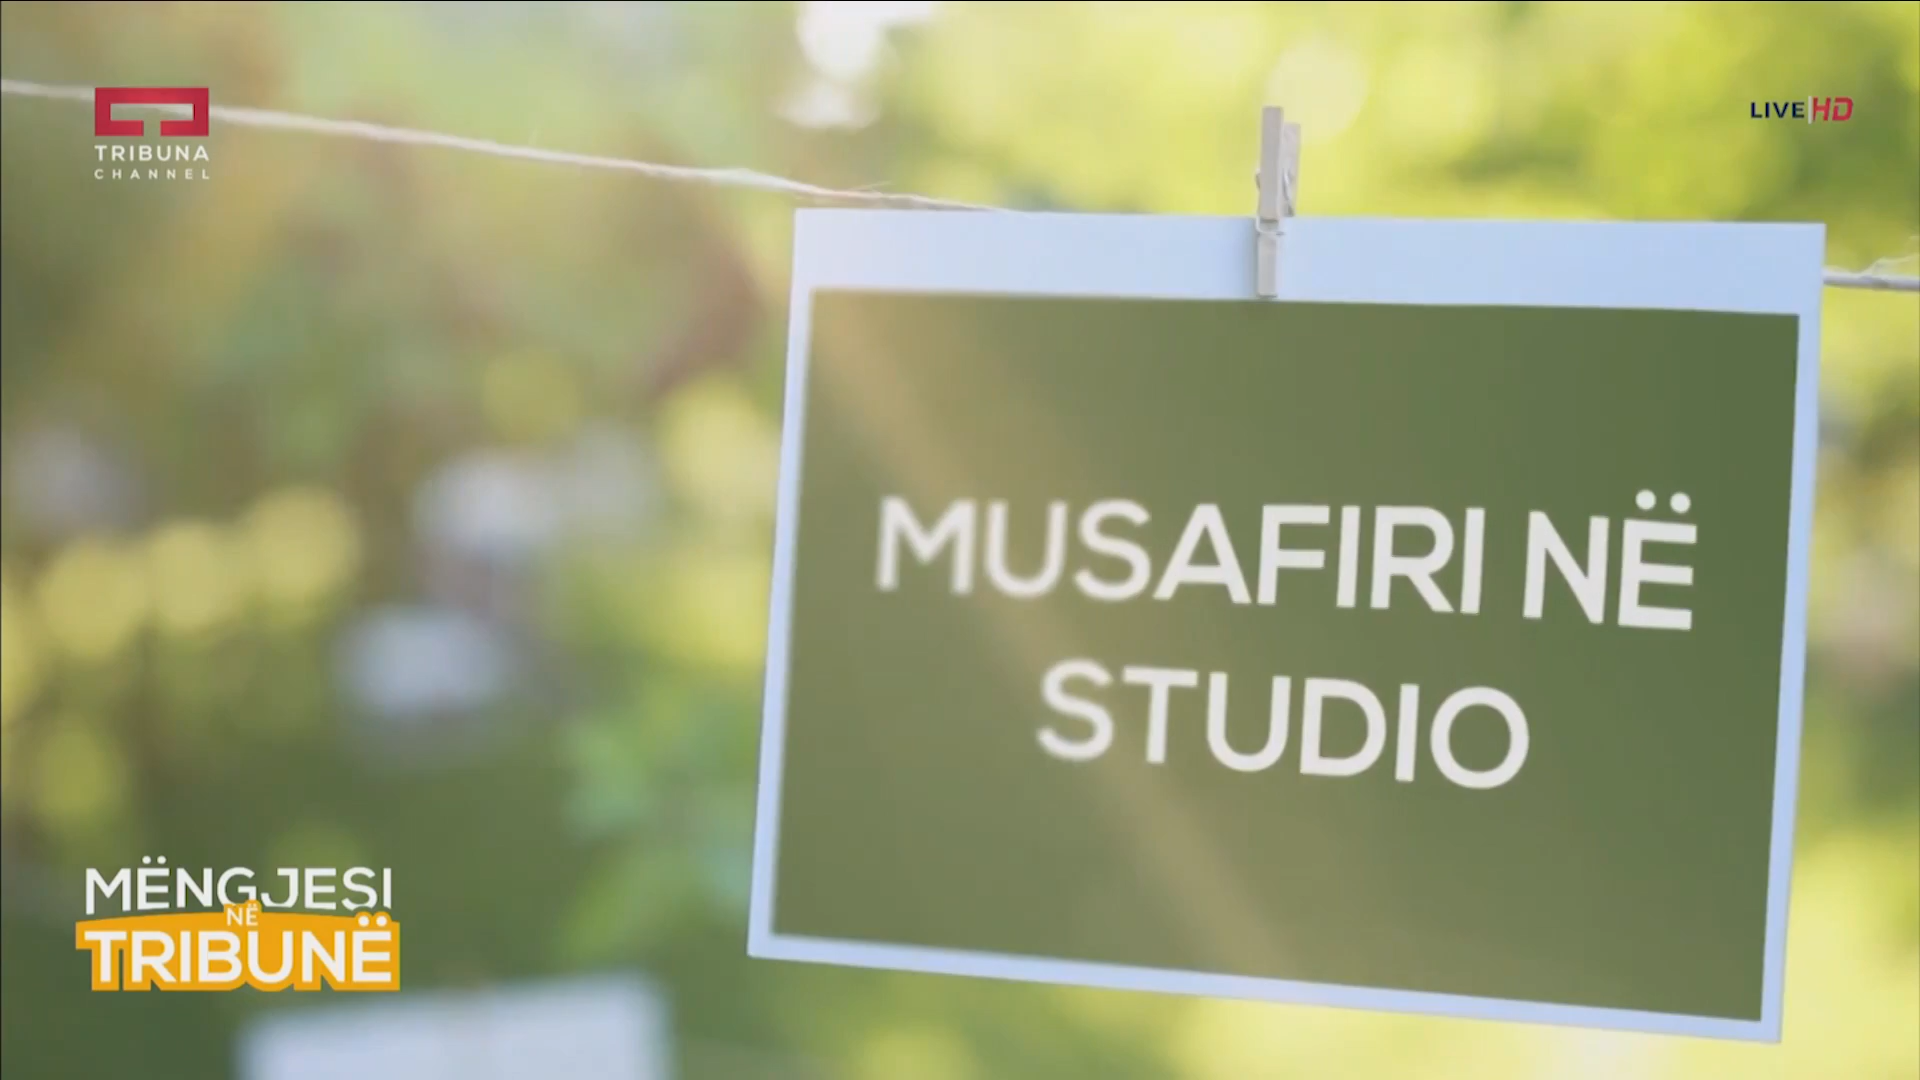 TRIBUNA
CHANNEL
LIVE HD
MUSAFIRI NË
STUDIO
MËNGJESI
NË
TRIBUNË